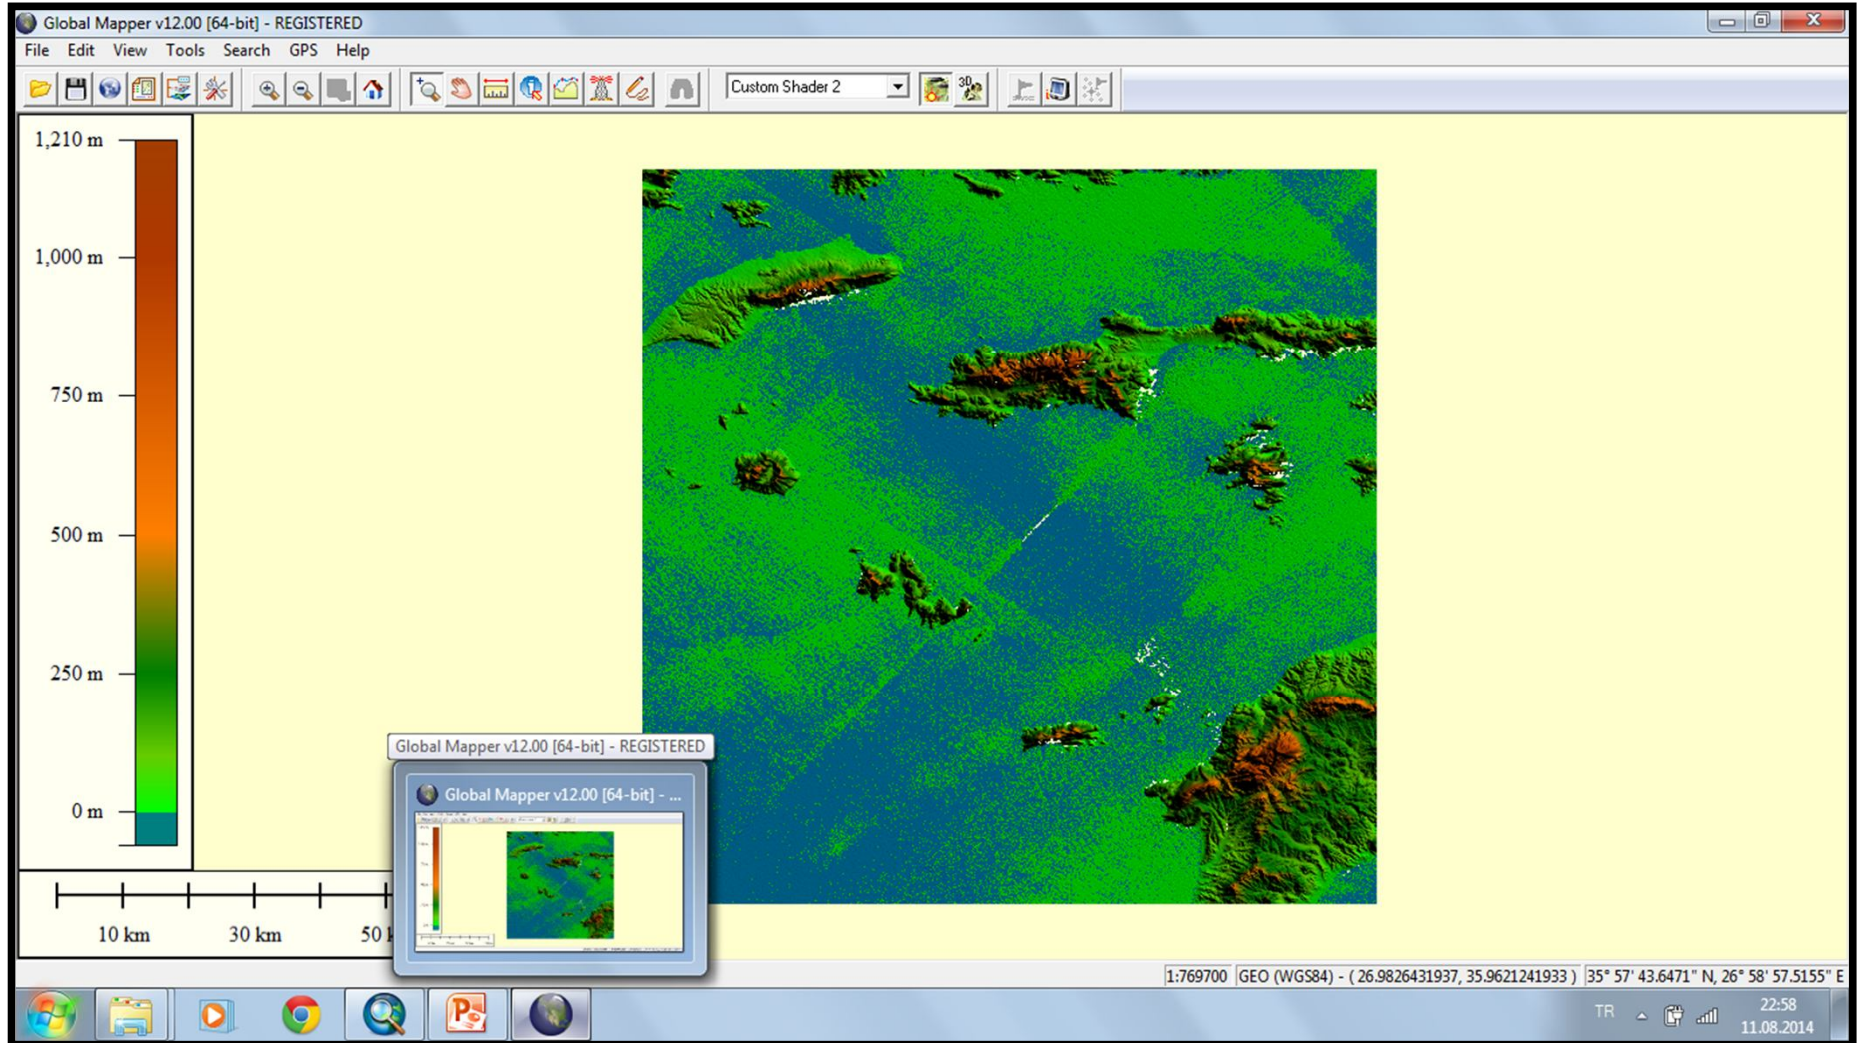 Global Mapper v12.00 [64-bit] - REGISTERED
File Edit View Tools Search GPS Help
Custom Shader 2
3D
1,210 m
1,000 m
750 m
500 m
250 m
0 m
10 km 30 km 50
Global Mapper v12.00 [64-bit] - REGISTERED
Global Mapper v12.00 [64-bit] - ...
1:769700 GEO (WGS84) - ( 26.9826431937, 35.9621241933 ) 35° 57' 43.6471" N, 26° 58' 57.5155" E
TR
22:58
11.08.2014